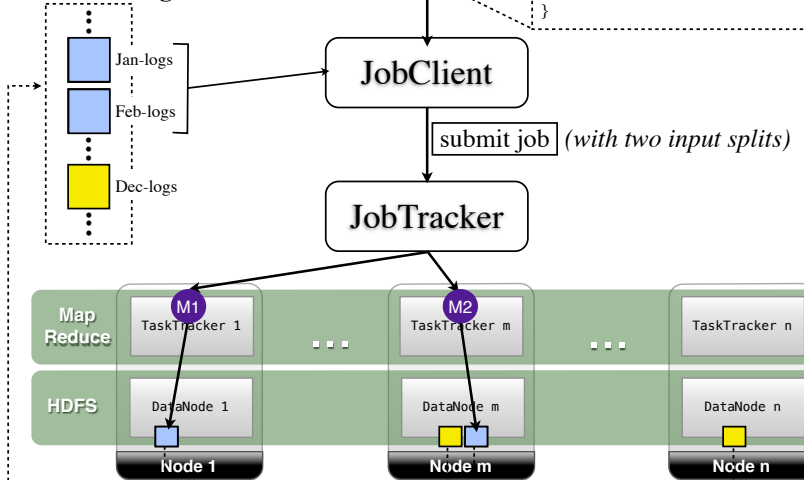 }
Jan-logs
Feb-logs
Dec-logs
JobClient
submit job (with two input splits)
JobTracker
Map
Reduce
M1
M2
TaskTracker 1
TaskTracker m
TaskTracker n
...
...
HDFS
DataNode 1
DataNode m
DataNode n
Node 1
Node m
Node n